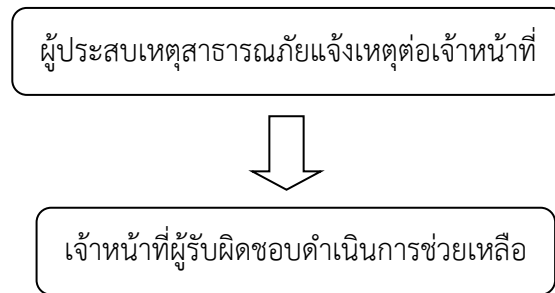 ผู้ประสบเหตุสาธารณภัยแจ้งเหตุต่อเจ้าหน้าที่
เจ้าหน้าที่ผู้รับผิดชอบดำเนินการช่วยเหลือ